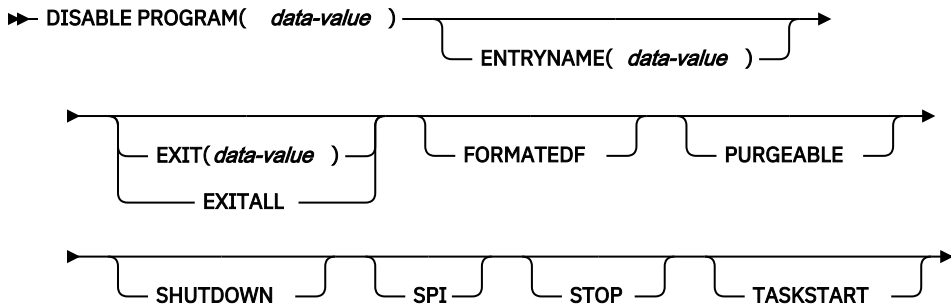 DISABLE PROGRAM( data-value )
ENTRYNAME( data-value )
EXIT(data-value )
EXITALL
FORMATEDF
PURGEABLE
SHUTDOWN
SPI
STOP
TASKSTART